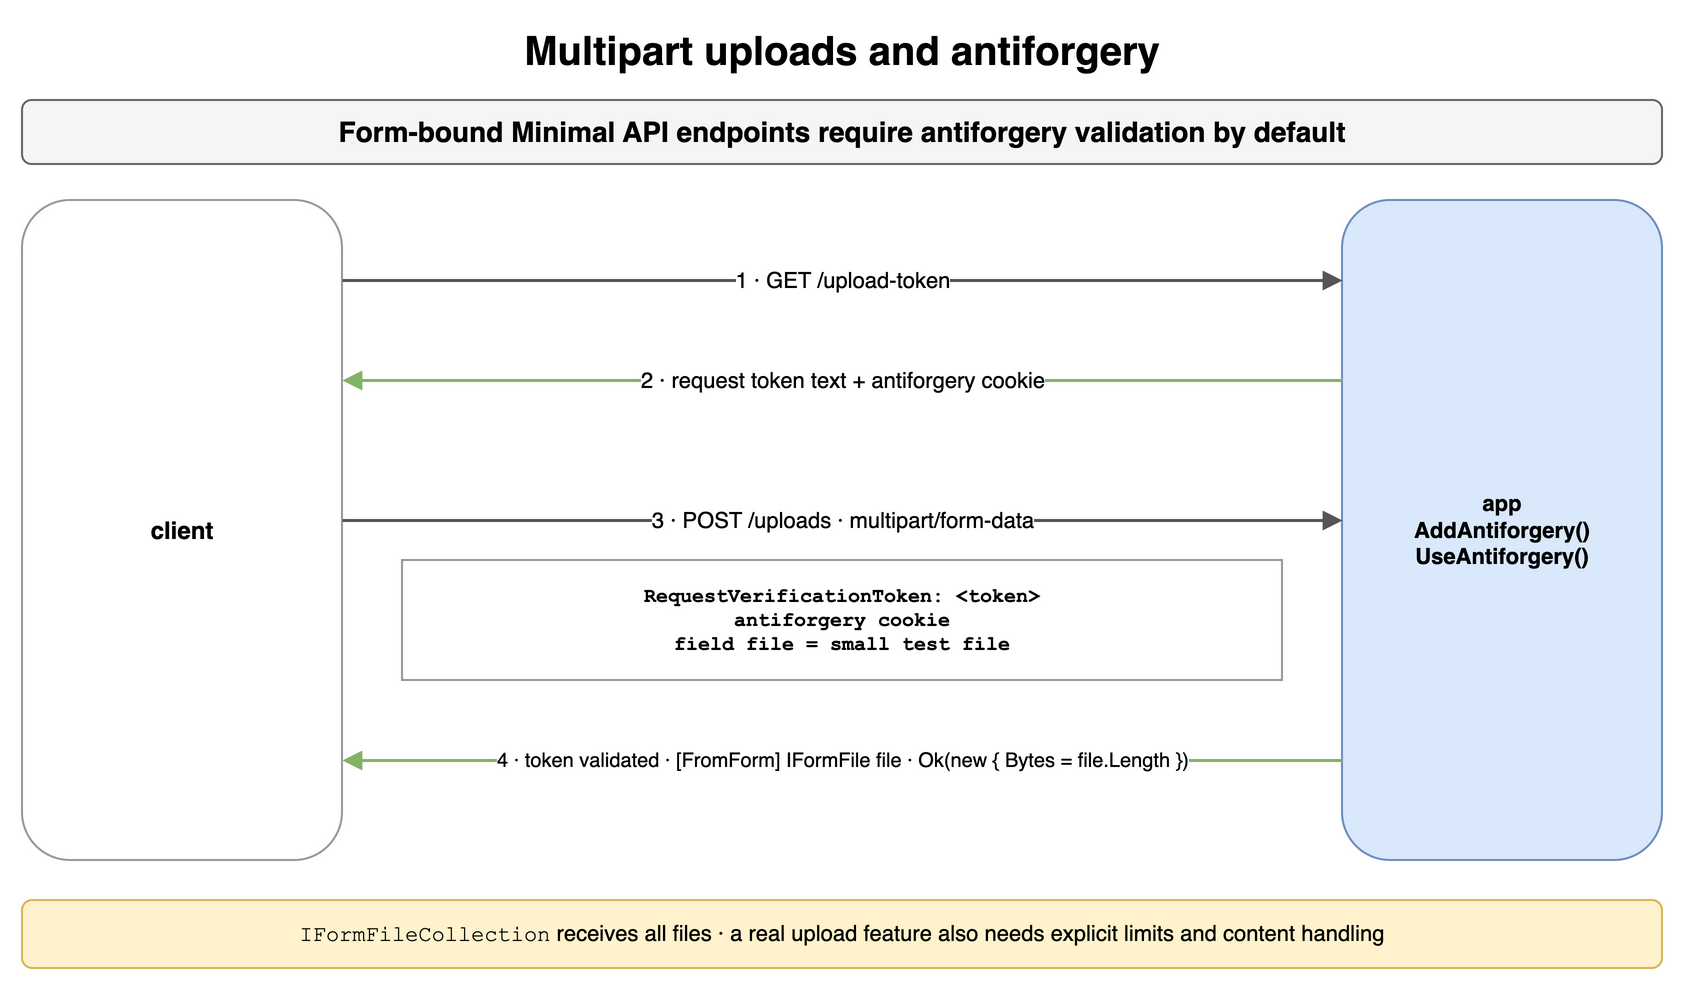 Multipart uploads and antiforgery
Form-bound Minimal API endpoints require antiforgery validation by default
1 · GET /upload-token
2 · request token text + antiforgery cookie
client
3 · POST /uploads · multipart/form-data
app
AddAntiforgery()
UseAntiforgery()
RequestVerificationToken: <token>
antiforgery cookie
field file = small test file
4 · token validated · [FromForm] IFormFile file · Ok(new { Bytes = file.Length })
IFormFileCollection receives all files · a real upload feature also needs explicit limits and content handling